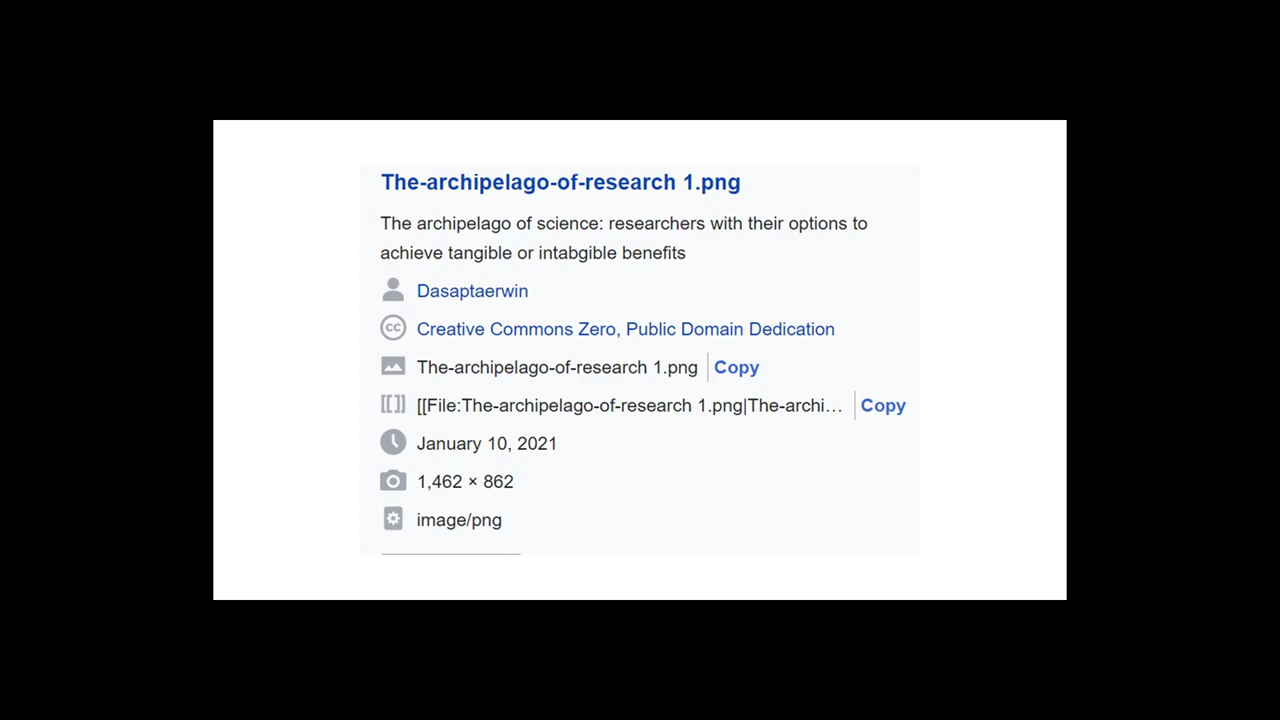 The-archipelago-of-research 1.png
The archipelago of science: researchers with their options to
achieve tangible or intabgible benefits
Dasaptaerwin
cc Creative Commons Zero, Public Domain Dedication
The-archipelago-of-research 1.png Copy
[[]] [[File:The-archipelago-of-research 1.png|The-archi… Copy
January 10, 2021
1,462 × 862
image/png